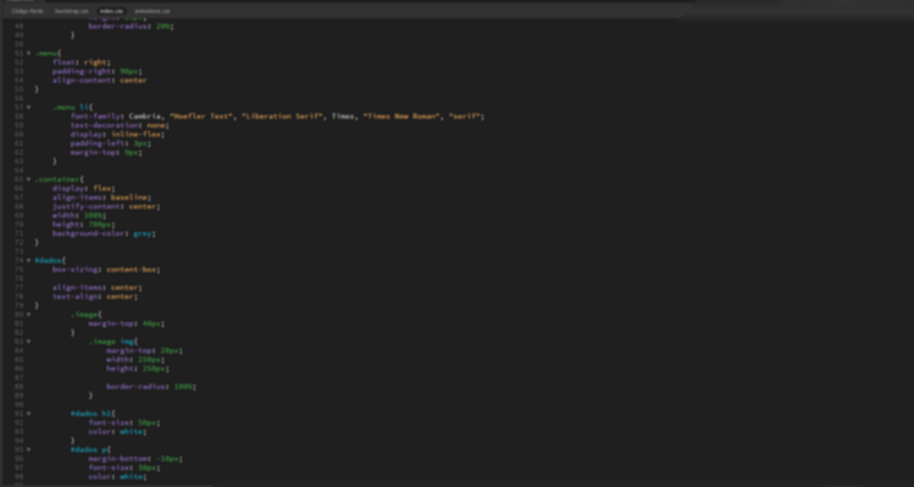 Código-fonte bootstrap.css index.css animations.css
48 border-radius: 20%;
49 }
50
51 .menu{
52 float: right;
53 padding-right: 90px;
54 align-content: center
55 }
56
57 .menu li{
58 font-family: Cambria, "Hoefler Text", "Liberation Serif", Times, "Times New Roman", "serif";
59 text-decoration: none;
60 display: inline-flex;
61 padding-left: 3px;
62 margin-top: 9px;
63 }
64
65 .container{
66 display: flex;
67 align-items: baseline;
68 justify-content: center;
69 width: 100%;
70 height: 700px;
71 background-color: grey;
72 }
73
74 #dados{
75 box-sizing: content-box;
76
77 align-items: center;
78 text-align: center;
79 }
80 .image{
81 margin-top: 40px;
82 }
83 .image img{
84 margin-top: 20px;
85 width: 250px;
86 height: 250px;
87
88 border-radius: 100%;
89 }
90
91 #dados h1{
92 font-size: 50px;
93 color: white;
94 }
95 #dados p{
96 margin-bottom: -10px;
97 font-size: 30px;
98 color: white;